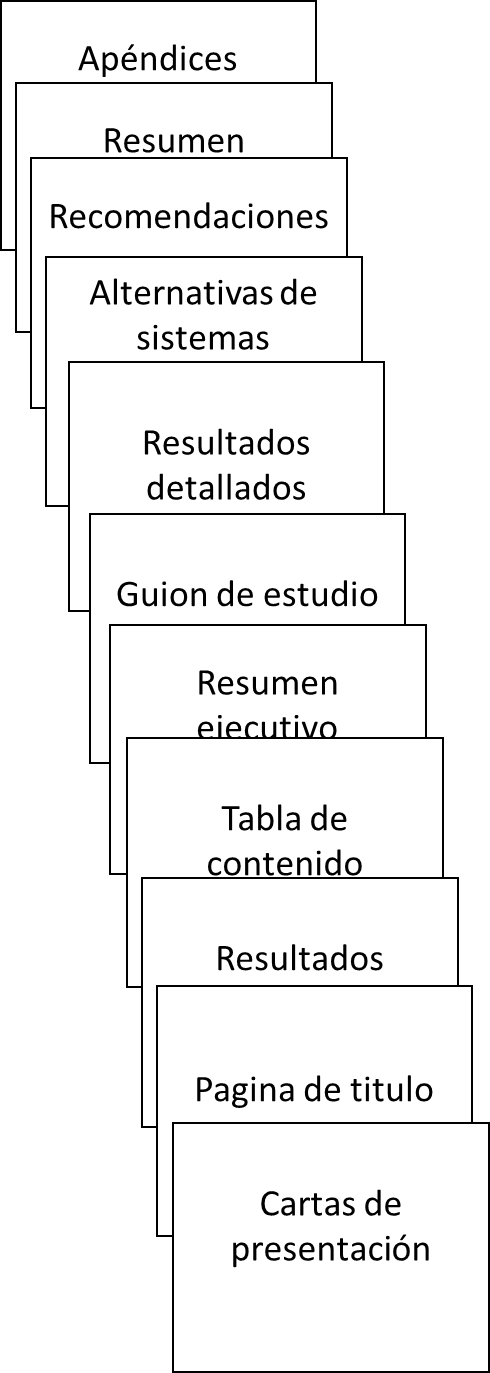 Apéndices
Resumen
Recomendaciones
Alternativas de
sistemas
Resultados
detallados
Guion de estudio
Resumen
ejecutivo
Tabla de
contenido
Resultados
Pagina de titulo
Cartas de
presentación